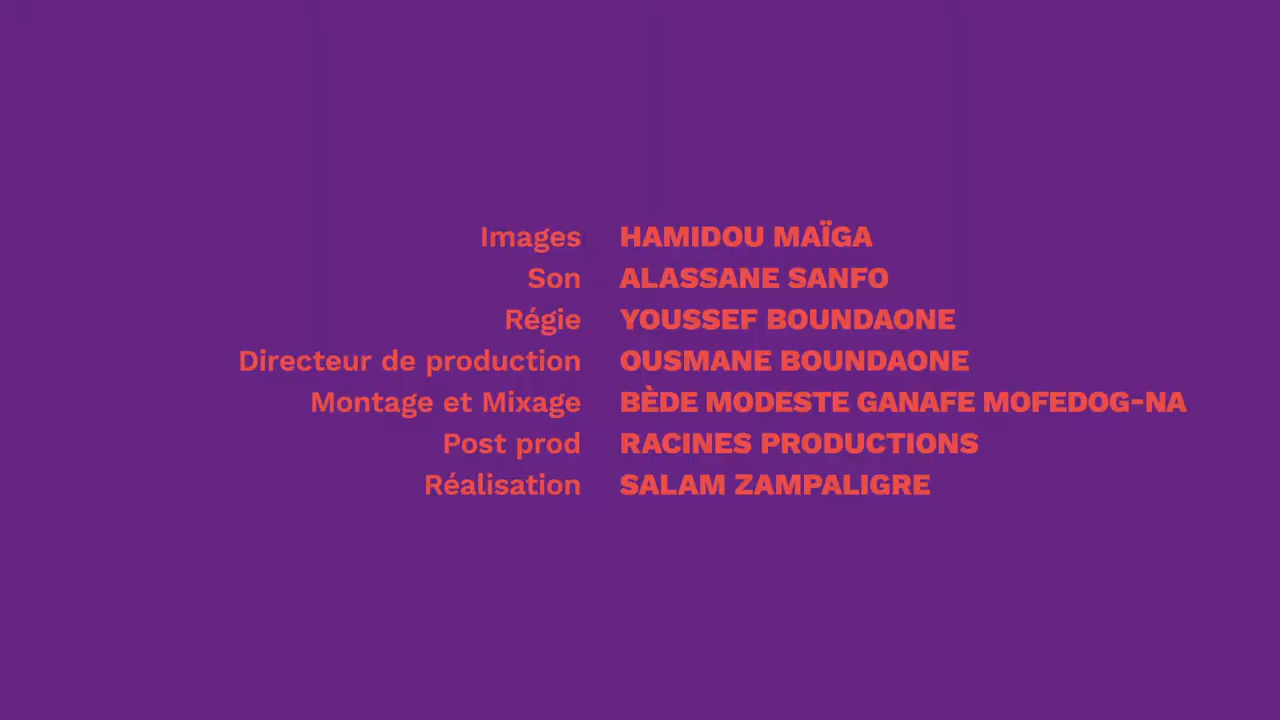 Images HAMIDOU MAÏGA
Son ALASSANE SANFO
Régie YOUSSEF BOUNDAONE
Directeur de production OUSMANE BOUNDAONE
Montage et Mixage BÈDE MODESTE GANAFE MOFEDOG-NA
Post prod RACINES PRODUCTIONS
Réalisation SALAM ZAMPALIGRE